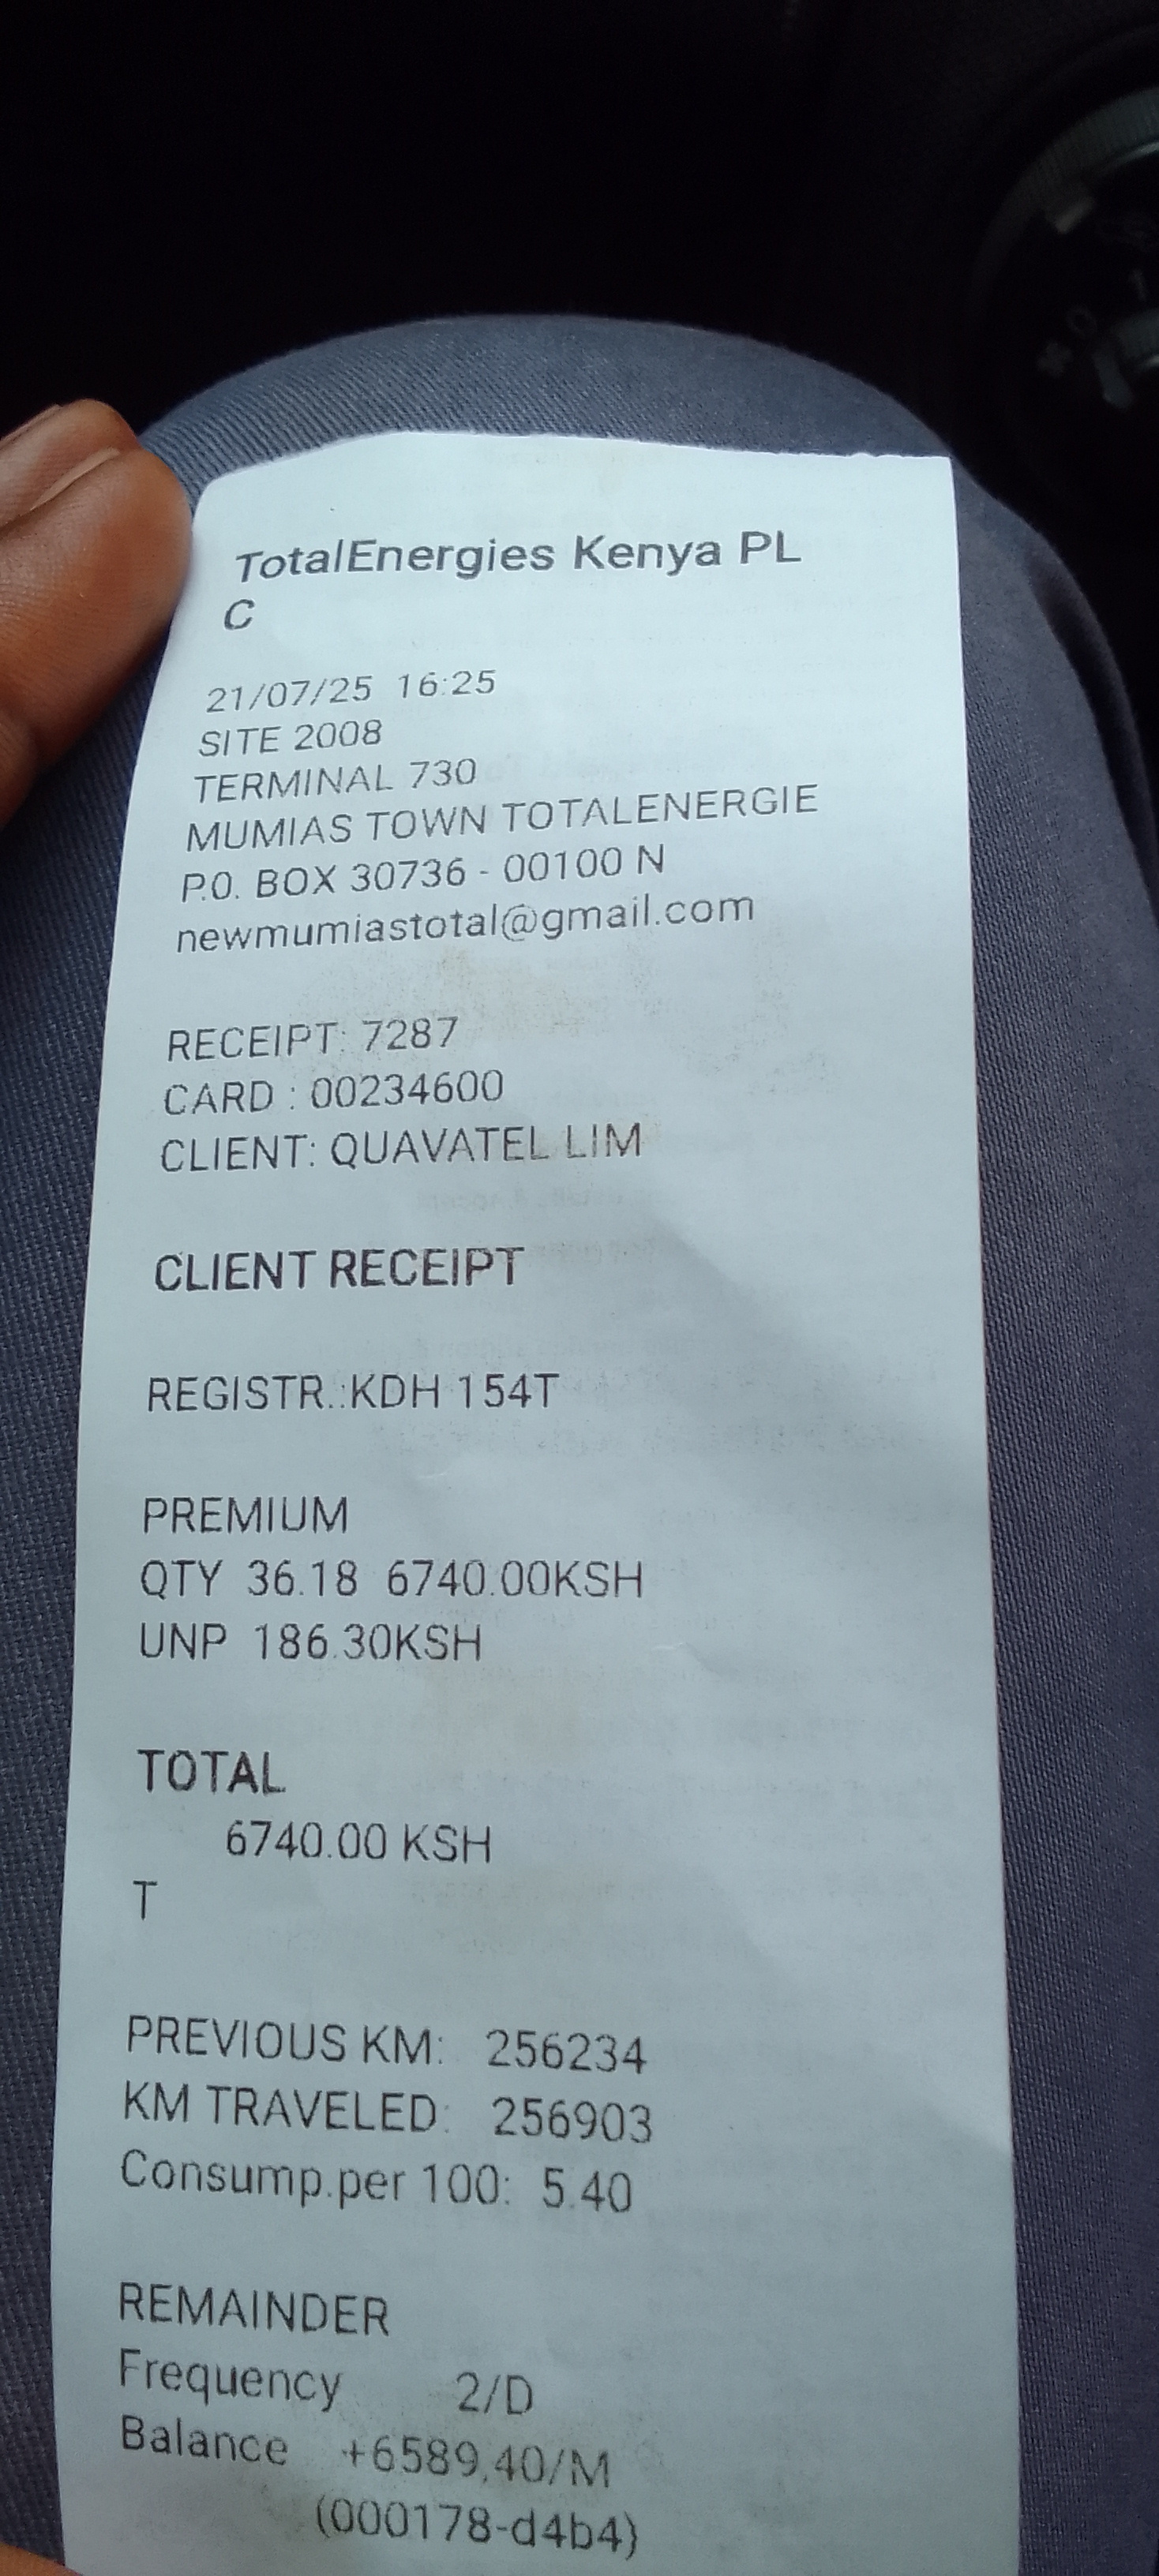 TotalEnergies Kenya PL
C
21/07/25 16:25
SITE 2008
TERMINAL 730
MUMIAS TOWN TOTALENERGIE
P.O. BOX 30736 - 00100 N
newmumiastotal@gmail.com
RECEIPT: 7287
CARD : 00234600
CLIENT: QUAVATEL LIM
CLIENT RECEIPT
REGISTR.:KDH 154T
PREMIUM
QTY 36.18 6740.00KSH
UNP 186.30KSH
TOTAL
6740.00 KSH
T
PREVIOUS KM: 256234
KM TRAVELED: 256903
Consump.per 100: 5.40
REMAINDER
Frequency 2/D
Balance +6589.40/M
(000178-d4b4)